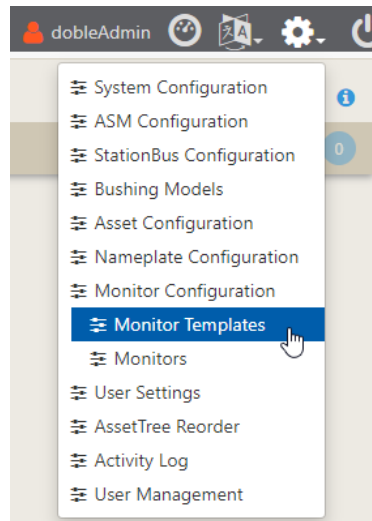 dobleAdmin
System Configuration
ASM Configuration
StationBus Configuration
0
Bushing Models
Asset Configuration
Nameplate Configuration
Monitor Configuration
Monitor Templates
Monitors
User Settings
AssetTree Reorder
Activity Log
User Management